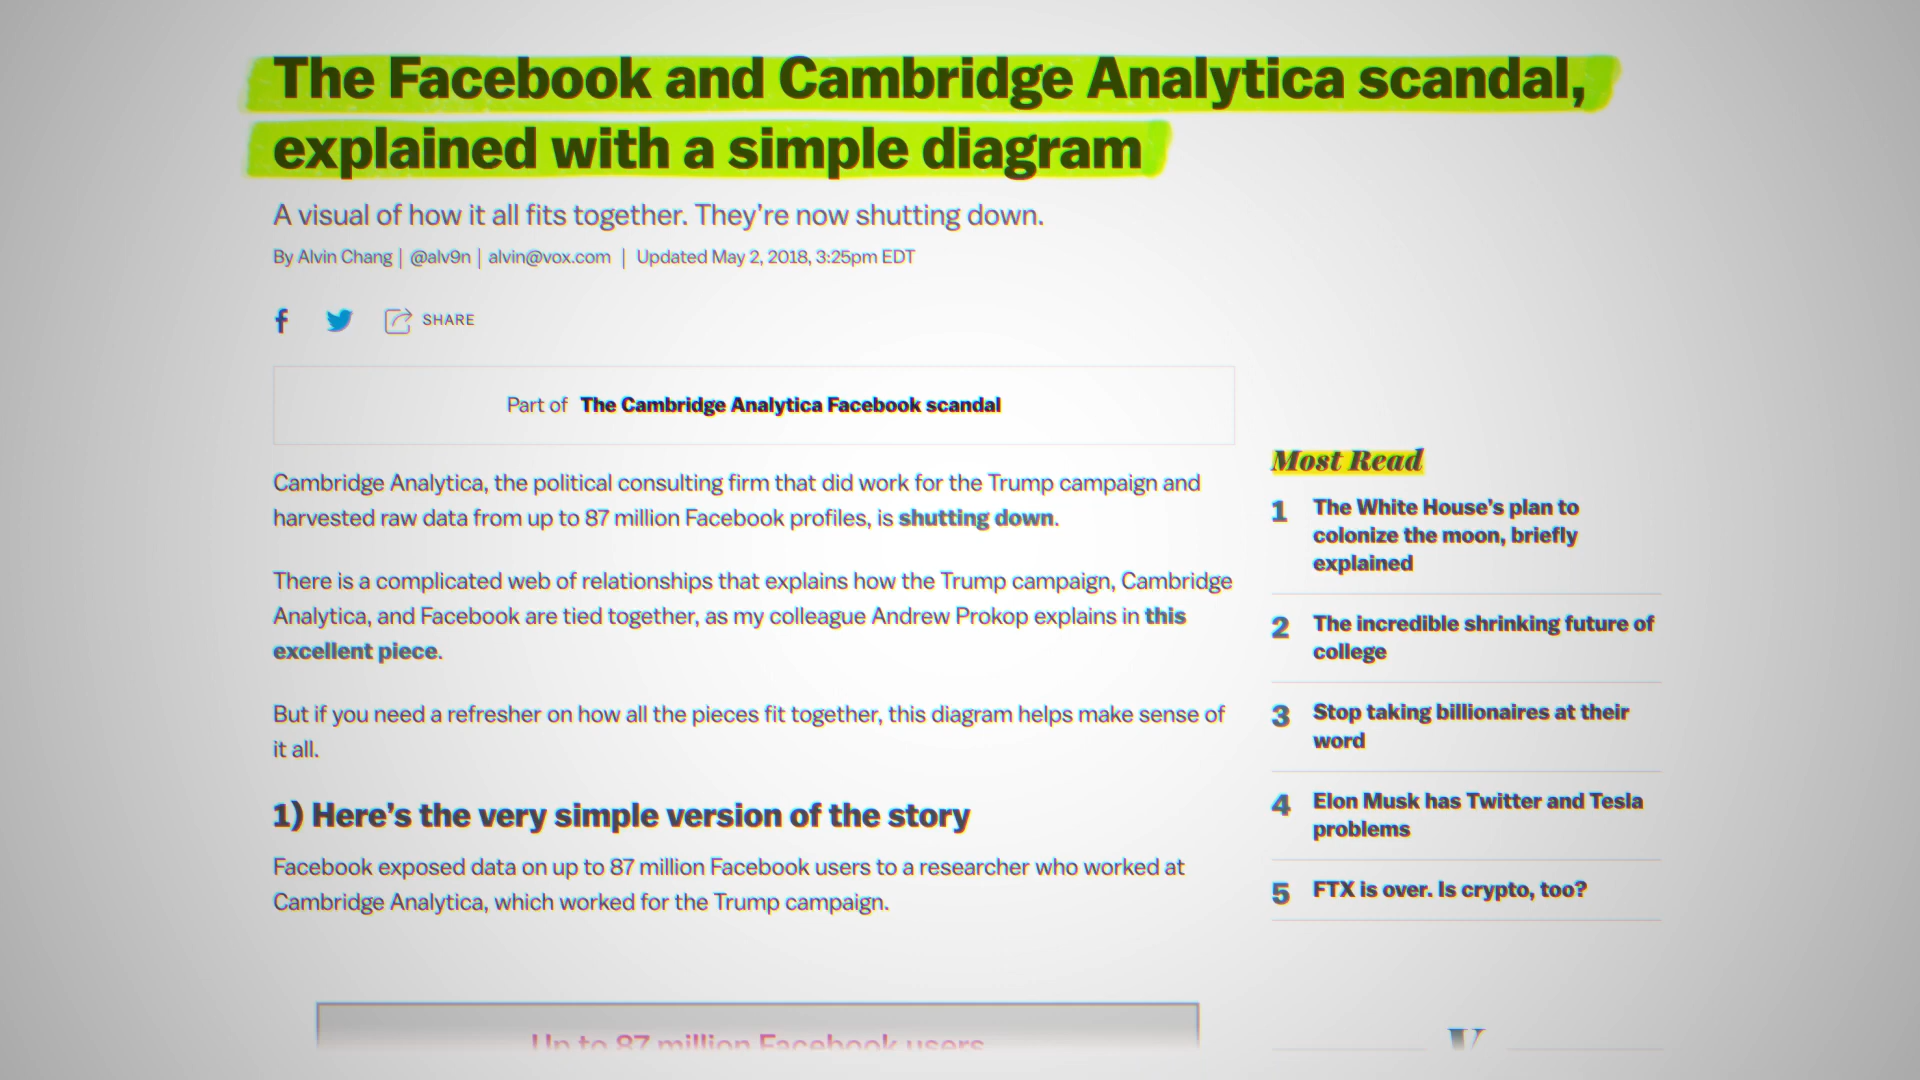 The Facebook and Cambridge Analytica scandal,
explained with a simple diagram
A visual of how it all fits together. They're now shutting down.
By Alvin Chang | @alv9n | alvin@vox.com | Updated May 2, 2018, 3:25pm EDT
f
SHARE
Part of The Cambridge Analytica Facebook scandal
Cambridge Analytica, the political consulting firm that did work for the Trump campaign and
harvested raw data from up to 87 million Facebook profiles, is shutting down.
There is a complicated web of relationships that explains how the Trump campaign, Cambridge
Analytica, and Facebook are tied together, as my colleague Andrew Prokop explains in this
excellent piece.
But if you need a refresher on how all the pieces fit together, this diagram helps make sense of
it all.
1) Here's the very simple version of the story
Facebook exposed data on up to 87 million Facebook users to a researcher who worked at
Cambridge Analytica, which worked for the Trump campaign.
Up to 87 million Facebook users
Most Read
1 The White House's plan to
colonize the moon, briefly
explained
2 The incredible shrinking future of
college
3 Stop taking billionaires at their
word
4 Elon Musk has Twitter and Tesla
problems
5 FTX is over. Is crypto, too?
V